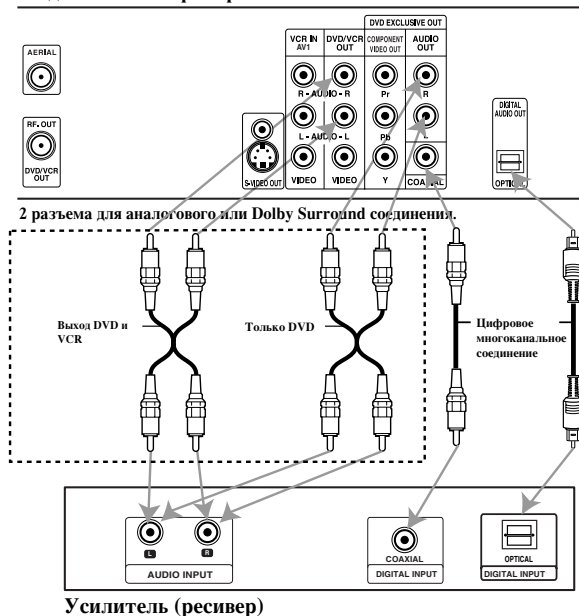 DVD EXCLUSIVE OUT
VCR IN DVD/VCR COMPONENT AUDIO
AV1 OUT VIDEO OUT OUT
AERIAL
R - AUDIO - R Pr R
DIGITAL
AUDIO OUT
RF. OUT
L - AUDIO - L Pb L
DVD/VCR
OUT
S-VIDEO OUT VIDEO VIDEO Y COAXIAL OPTICAL
2 разъема для аналогового или Dolby Surround соединения.
Выход DVD и
VCR
Только DVD
Цифровое
многоканальное
соединение
L R
COAXIAL OPTICAL
AUDIO INPUT DIGITAL INPUT DIGITAL INPUT
Усилитель (ресивер)